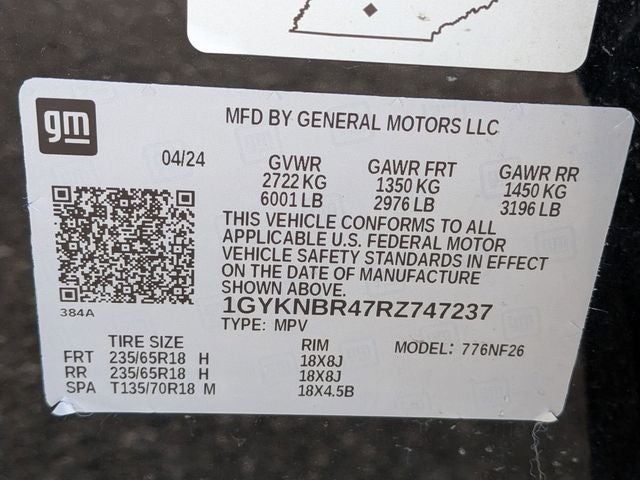 gm
MFD BY GENERAL MOTORS LLC
04/24
GVWR
2722 KG
6001 LB
GAWR FRT
1350 KG
2976 LB
GAWR RR
1450 KG
3196 LB
THIS VEHICLE CONFORMS TO ALL
APPLICABLE U.S. FEDERAL MOTOR
VEHICLE SAFETY STANDARDS IN EFFECT
ON THE DATE OF MANUFACTURE
SHOWN ABOVE.
384A
1GYKNBR47RZ747237
TYPE: MPV
MODEL: 776NF26
TIRE SIZE RIM
FRT 235/65R18 H 18X8J
RR 235/65R18 H 18X8J
SPA T135/70R18 M 18X4.5B